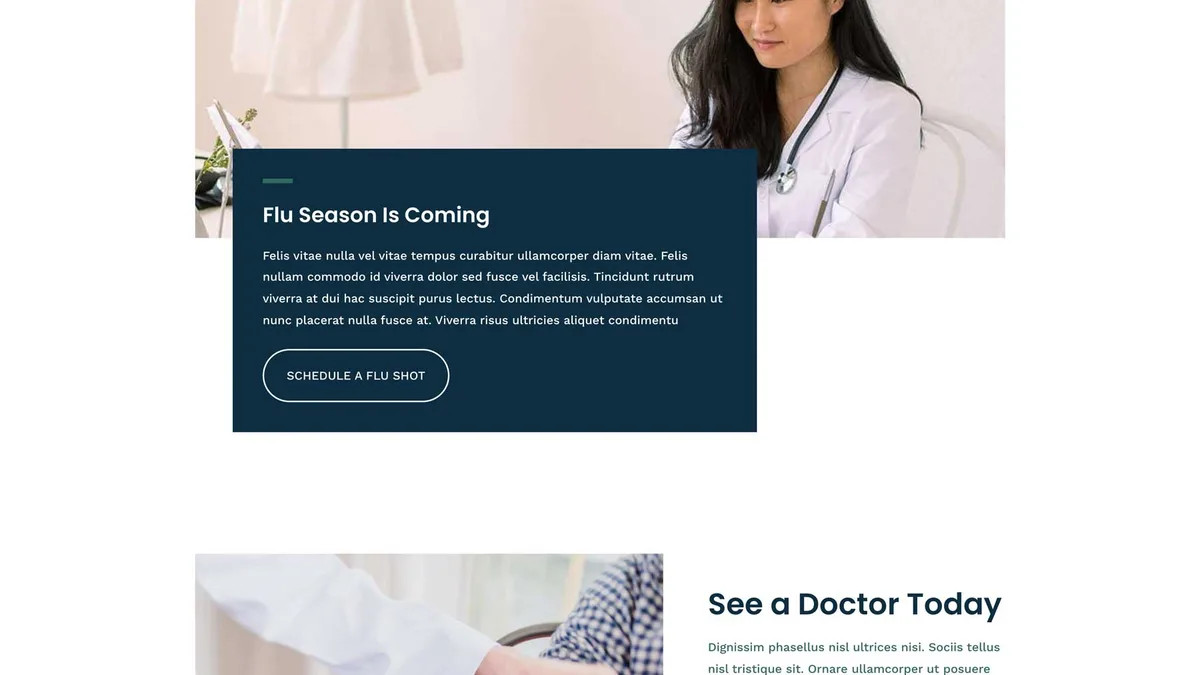 Flu Season Is Coming
Felis vitae nulla vel vitae tempus curabitur ullamcorper diam vitae. Felis
nullam commodo id viverra dolor sed fusce vel facilisis. Tincidunt rutrum
viverra at dui hac suscipit purus lectus. Condimentum vulputate accumsan ut
nunc placerat nulla fusce at. Viverra risus ultricies aliquet condimentu
SCHEDULE A FLU SHOT
See a Doctor Today
Dignissim phasellus nisl ultrices nisi. Sociis tellus
nisl tristique sit. Ornare ullamcorper ut posuere